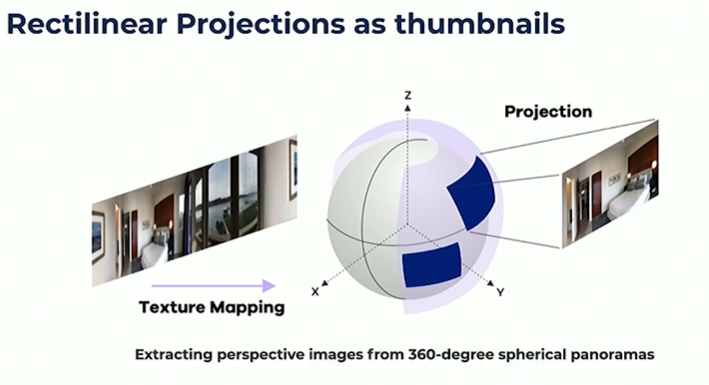 Rectilinear Projections as thumbnails
Z
Projection
X
Y
Texture Mapping
Extracting perspective images from 360-degree spherical panoramas